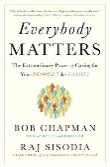 Everybody
MATTERS
The Extraordinary Power of Caring for
Your PEOPLE Like FAMILY
BOB CHAPMAN
RAJ SISODIA